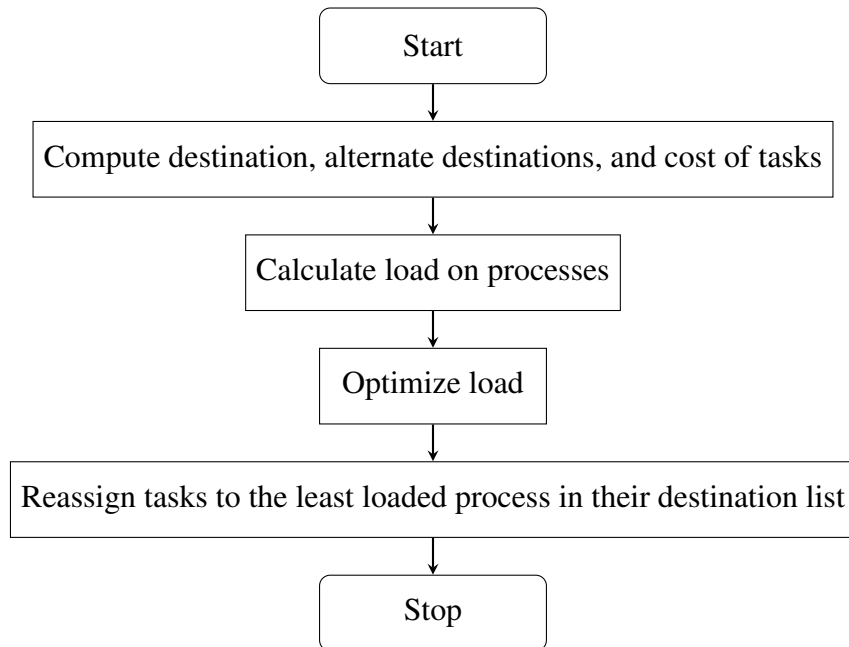 Start
Compute destination, alternate destinations, and cost of tasks
Calculate load on processes
Optimize load
Reassign tasks to the least loaded process in their destination list
Stop